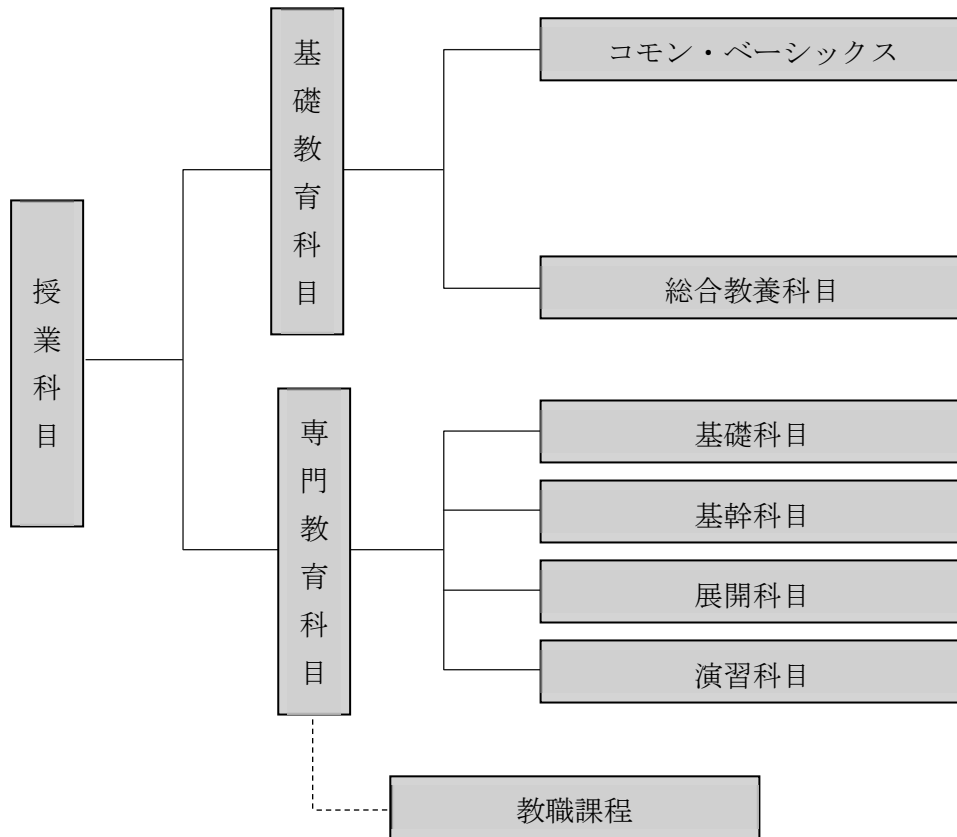 授業科目
基礎教育科目
コモン・ベーシックス
総合教養科目
専門教育科目
基礎科目
基幹科目
展開科目
演習科目
教職課程